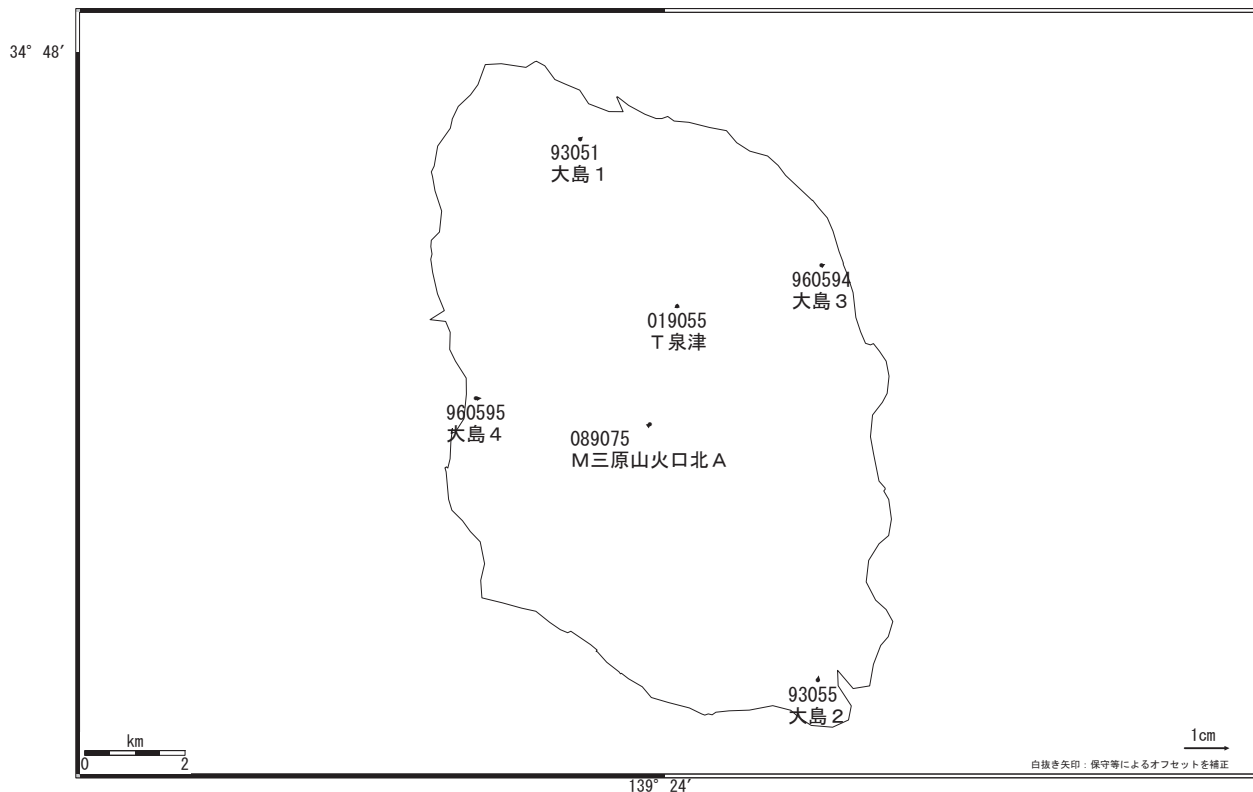 34° 48′
93051
大島１
960594
大島３
019055
Ｔ泉津
960595
大島４
089075
Ｍ三原山火口北Ａ
93055
大島２
km
0 2
1cm
白抜き矢印：保守等によるオフセットを補正
139° 24′